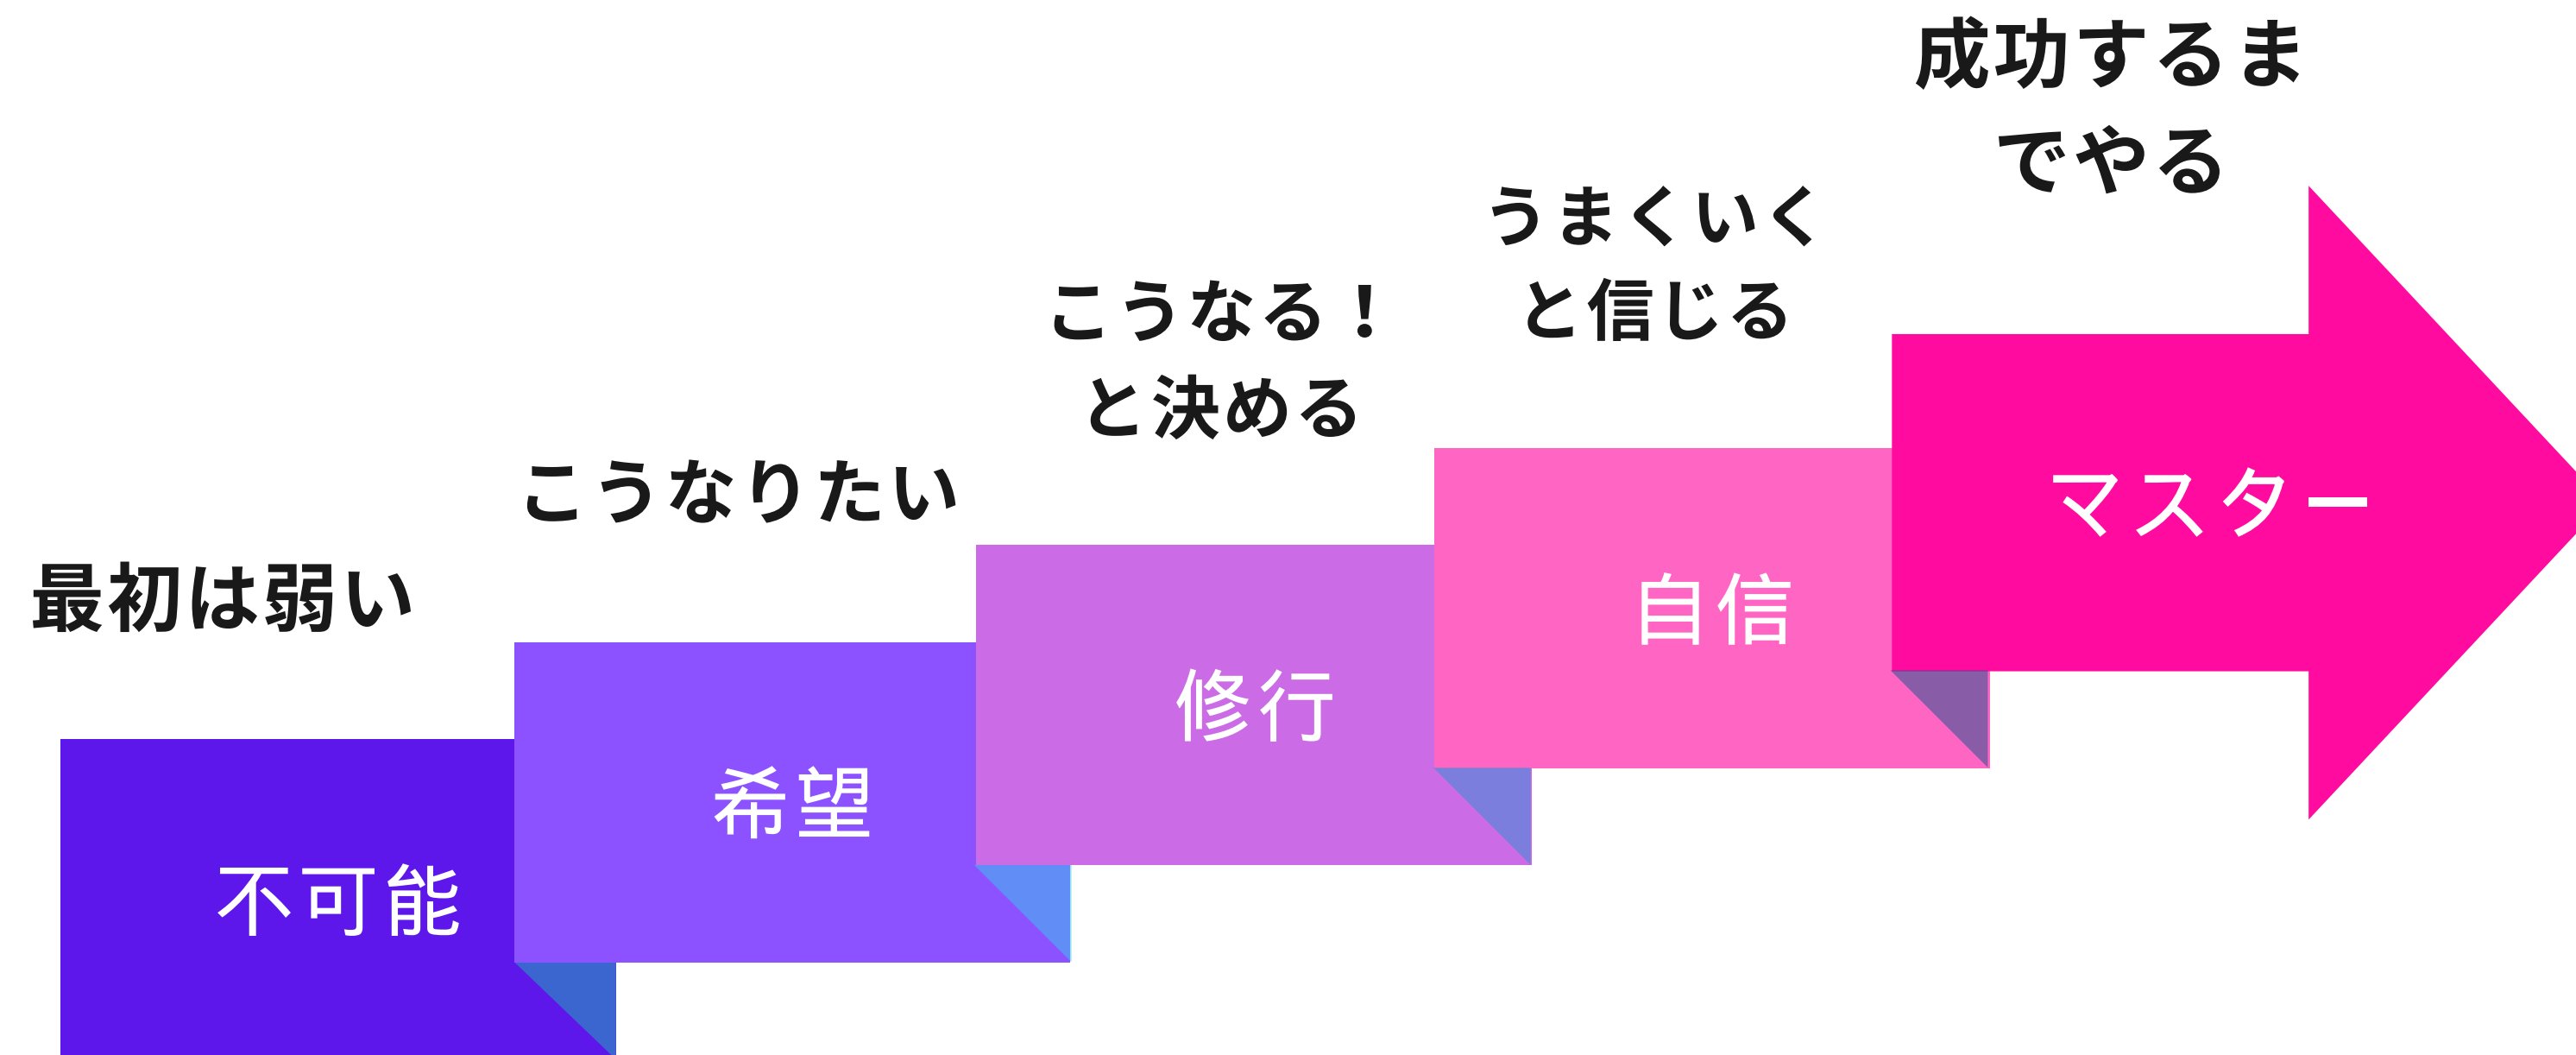 最初は弱い
不可能
こうなりたい
希望
こうなる！
と決める
修行
うまくいく
と信じる
自信
成功するま
でやる
マスター